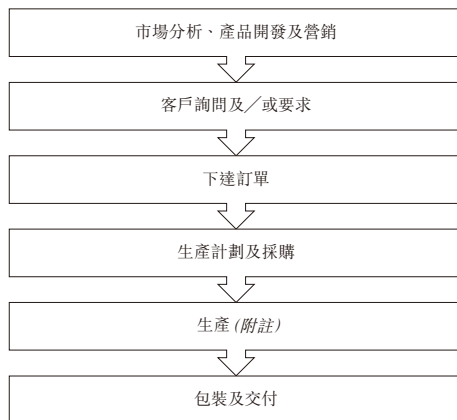 市場分析、產品開發及營銷
客戶詢問及╱或要求
下達訂單
生產計劃及採購
生產(附註)
包裝及交付